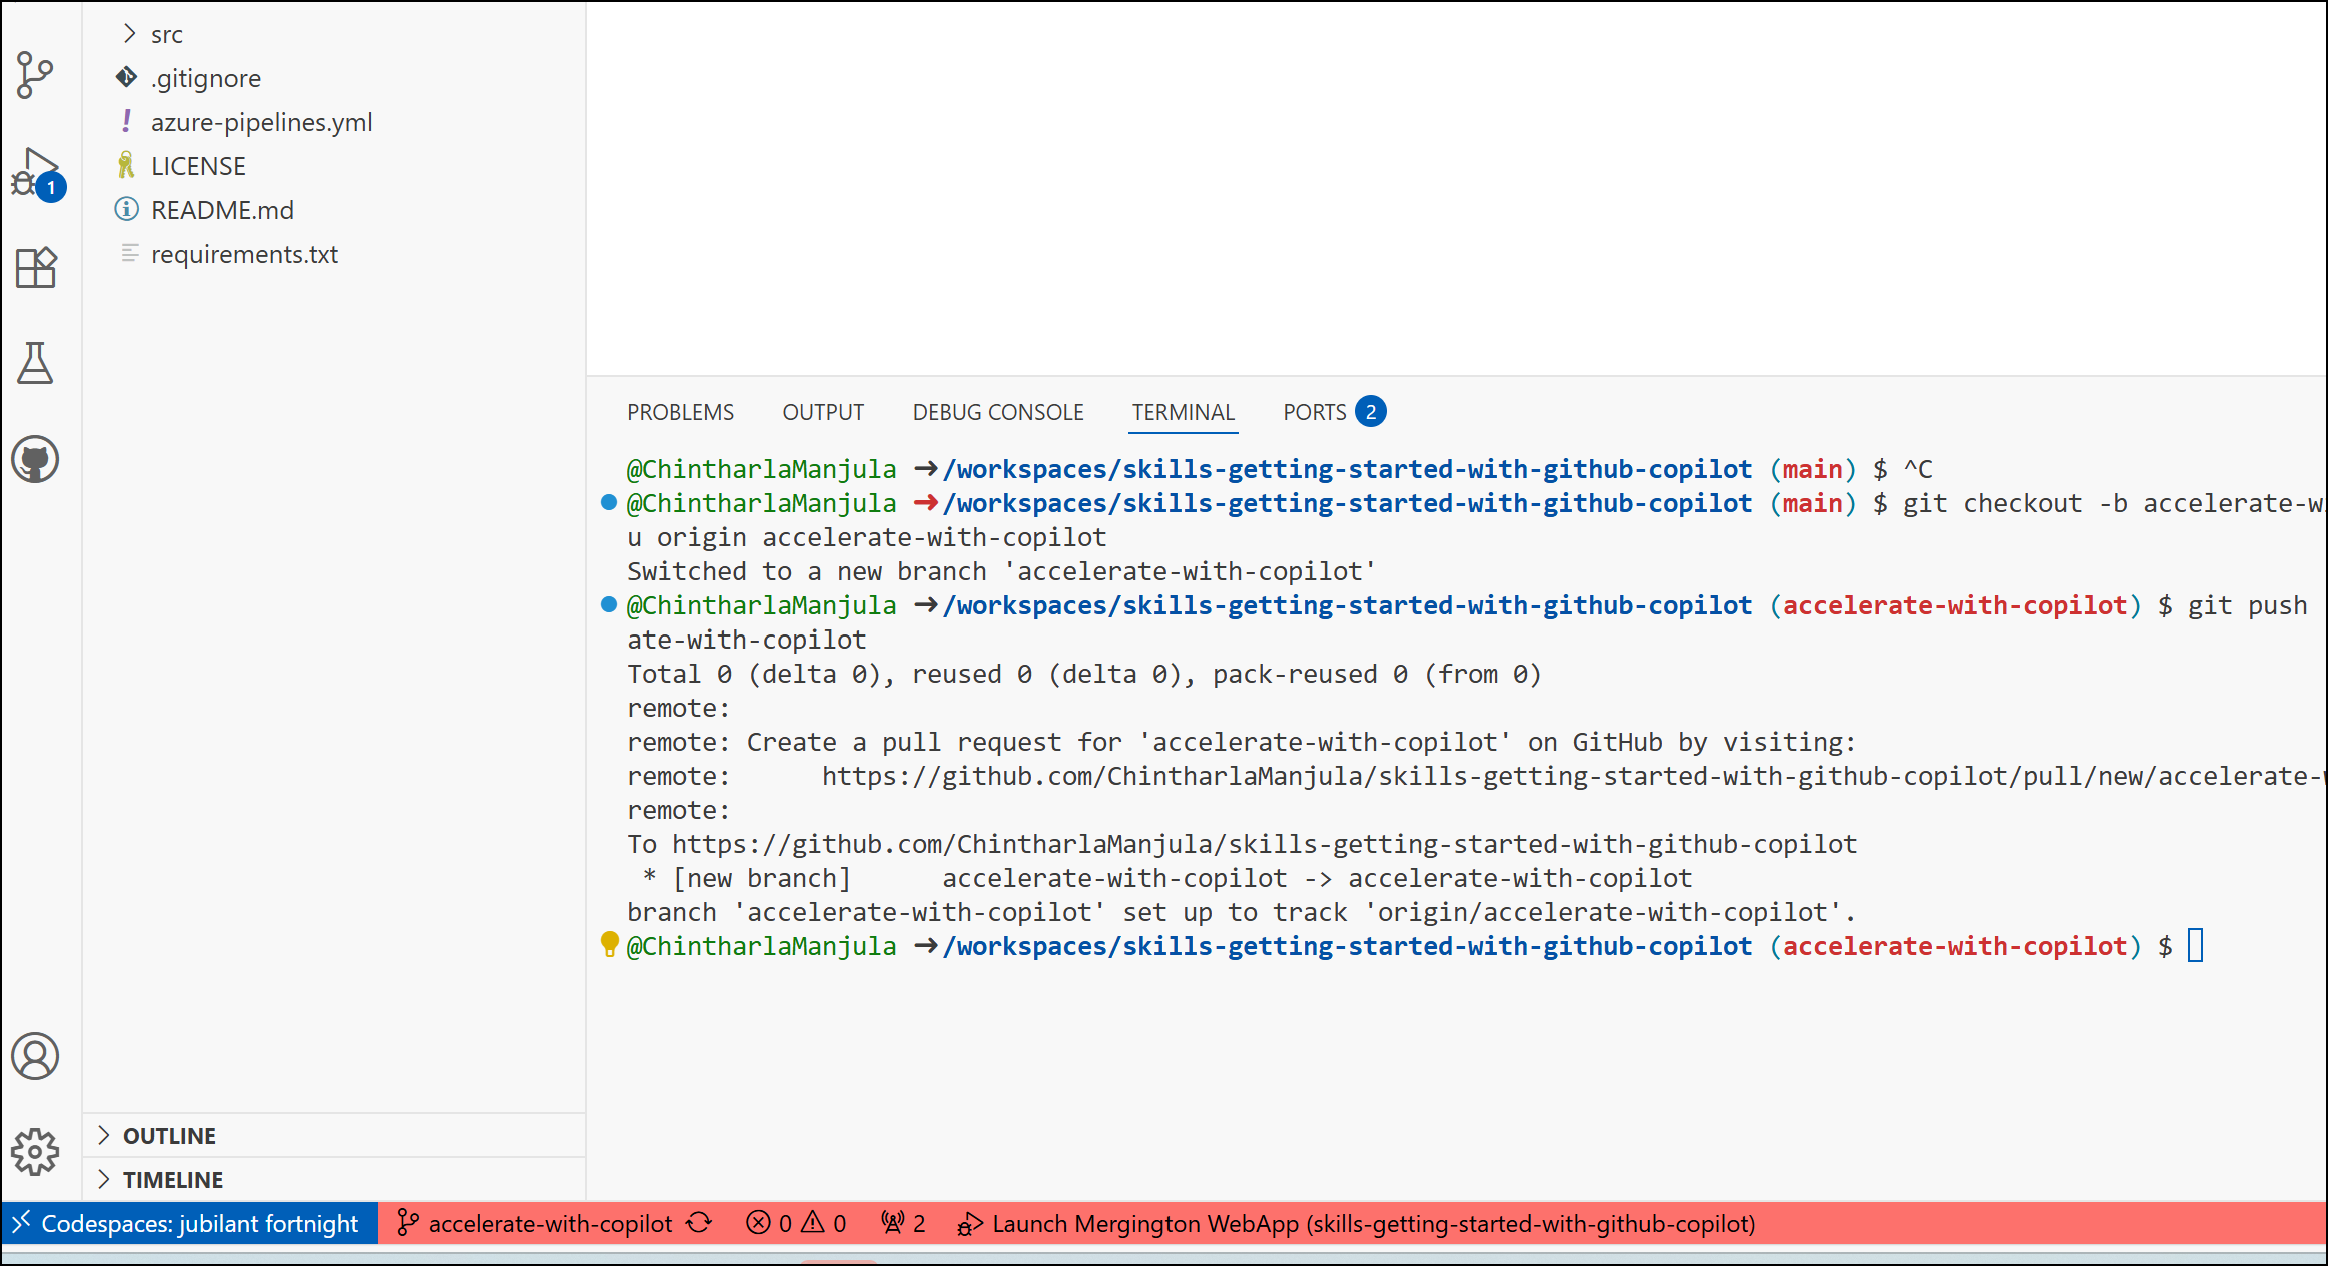 src
.gitignore
! azure-pipelines.yml
LICENSE
README.md
requirements.txt
1
PROBLEMS OUTPUT DEBUG CONSOLE TERMINAL PORTS 2
@ChintharlaManjula ➜/workspaces/skills-getting-started-with-github-copilot (main) $ ^C
@ChintharlaManjula ➜/workspaces/skills-getting-started-with-github-copilot (main) $ git checkout -b accelerate-w
u origin accelerate-with-copilot
Switched to a new branch 'accelerate-with-copilot'
@ChintharlaManjula ➜/workspaces/skills-getting-started-with-github-copilot (accelerate-with-copilot) $ git push
ate-with-copilot
Total 0 (delta 0), reused 0 (delta 0), pack-reused 0 (from 0)
remote:
remote: Create a pull request for 'accelerate-with-copilot' on GitHub by visiting:
remote:      https://github.com/ChintharlaManjula/skills-getting-started-with-github-copilot/pull/new/accelerate-
remote:
To https://github.com/ChintharlaManjula/skills-getting-started-with-github-copilot
 * [new branch]      accelerate-with-copilot -> accelerate-with-copilot
branch 'accelerate-with-copilot' set up to track 'origin/accelerate-with-copilot'.
@ChintharlaManjula ➜/workspaces/skills-getting-started-with-github-copilot (accelerate-with-copilot) $
OUTLINE
TIMELINE
Codespaces: jubilant fortnight accelerate-with-copilot 0 0 2 Launch Mergington WebApp (skills-getting-started-with-github-copilot)